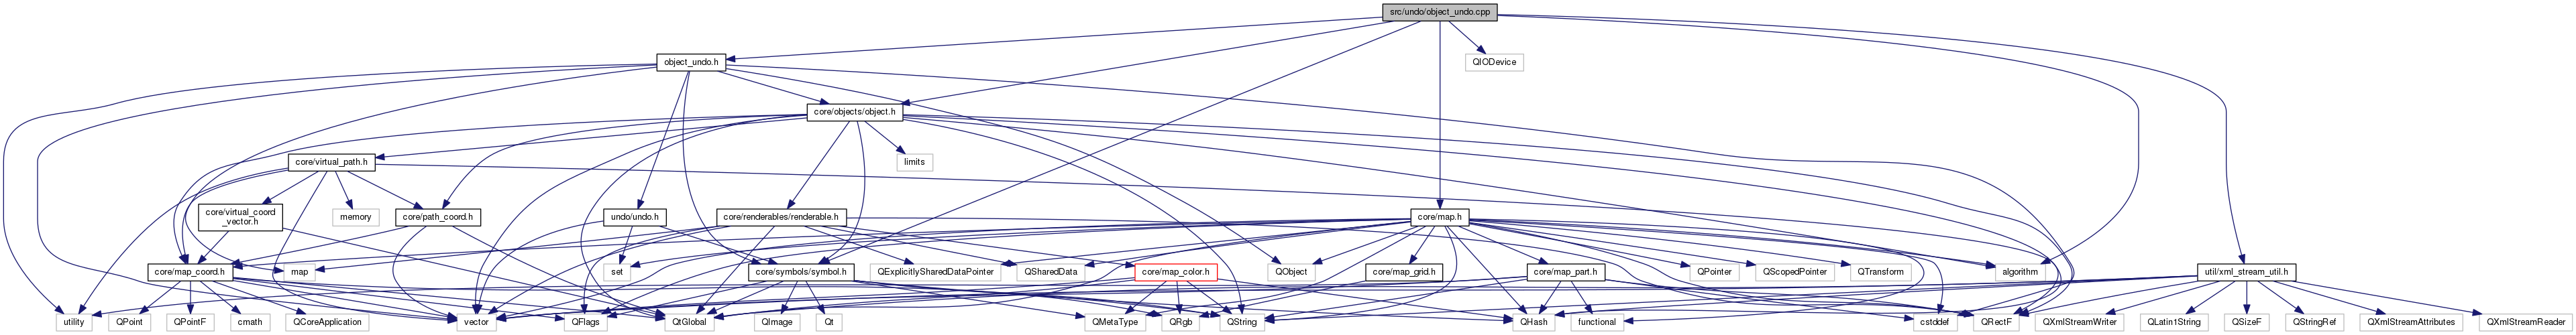 src/undo/object_undo.cpp
object_undo.h
QIODevice
core/objects/object.h
core/virtual_path.h
limits
core/virtual_coord
_vector.h
memory
core/path_coord.h
undo/undo.h
core/renderables/renderable.h
core/map.h
core/map_coord.h
map
set
core/symbols/symbol.h
QExplicitlySharedDataPointer
QSharedData
core/map_color.h
QObject
core/map_grid.h
core/map_part.h
QPointer
QScopedPointer
QTransform
algorithm
util/xml_stream_util.h
utility
QPoint
QPointF
cmath
QCoreApplication
vector
QFlags
QtGlobal
QImage
Qt
QMetaType
QRgb
QString
QHash
functional
cstddef
QRectF
QXmlStreamWriter
QLatin1String
QSizeF
QStringRef
QXmlStreamAttributes
QXmlStreamReader